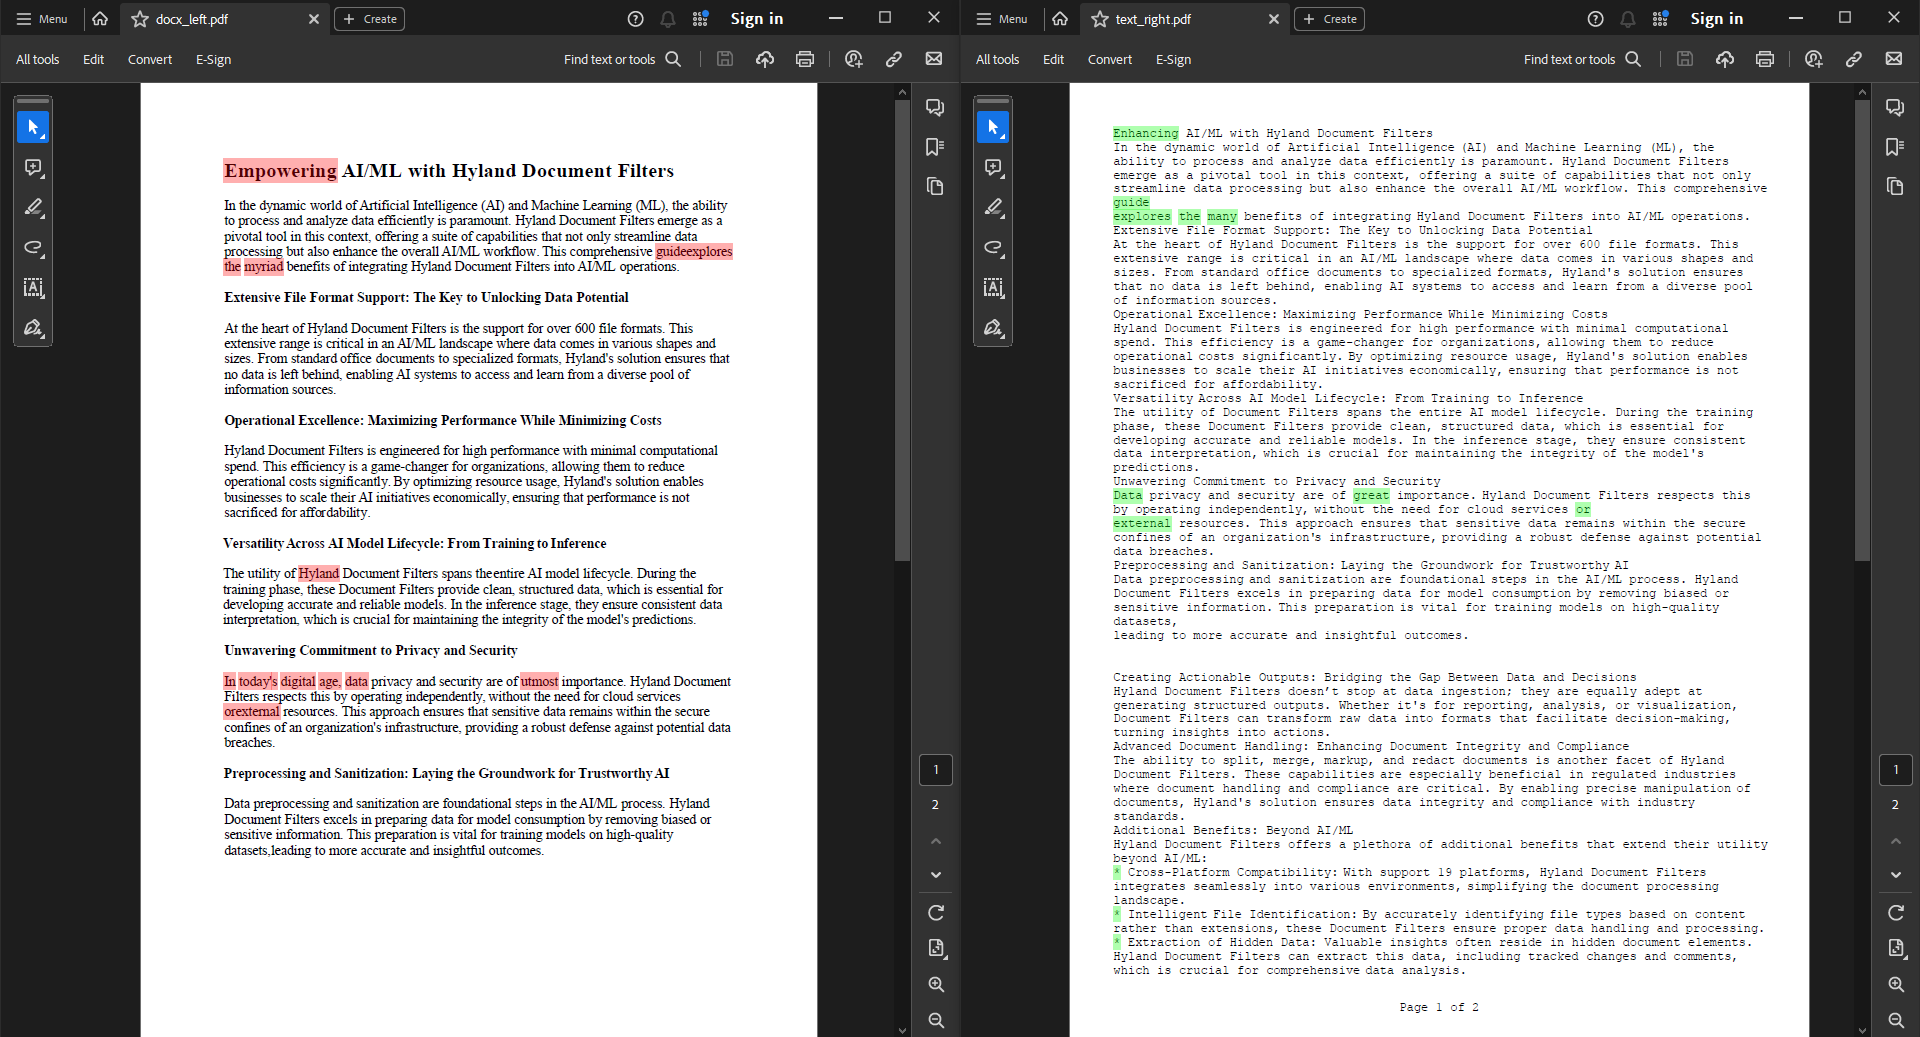 Menu
docx_left.pdf
Create
Sign in
All tools
Edit
Convert
E-Sign
Find text or tools
Empowering AI/ML with Hyland Document Filters
In the dynamic world of Artificial Intelligence (AI) and Machine Learning (ML), the ability
to process and analyze data efficiently is paramount. Hyland Document Filters emerge as a
pivotal tool in this context, offering a suite of capabilities that not only streamline data
processing but also enhance the overall AI/ML workflow. This comprehensive guideexplores
the myriad benefits of integrating Hyland Document Filters into AI/ML operations.
Extensive File Format Support: The Key to Unlocking Data Potential
At the heart of Hyland Document Filters is the support for over 600 file formats. This
extensive range is critical in an AI/ML landscape where data comes in various shapes and
sizes. From standard office documents to specialized formats, Hyland's solution ensures that
no data is left behind, enabling AI systems to access and learn from a diverse pool of
information sources.
Operational Excellence: Maximizing Performance While Minimizing Costs
Hyland Document Filters is engineered for high performance with minimal computational
spend. This efficiency is a game-changer for organizations, allowing them to reduce
operational costs significantly. By optimizing resource usage, Hyland's solution enables
businesses to scale their AI initiatives economically, ensuring that performance is not
sacrificed for affordability.
Versatility Across AI Model Lifecycle: From Training to Inference
The utility of Hyland Document Filters spans theentire AI model lifecycle. During the
training phase, these Document Filters provide clean, structured data, which is essential for
developing accurate and reliable models. In the inference stage, they ensure consistent data
interpretation, which is crucial for maintaining the integrity of the model's predictions.
Unwavering Commitment to Privacy and Security
In today's digital age, data privacy and security are of utmost importance. Hyland Document
Filters respects this by operating independently, without the need for cloud services
orexternal resources. This approach ensures that sensitive data remains within the secure
confines of an organization's infrastructure, providing a robust defense against potential data
breaches.
Preprocessing and Sanitization: Laying the Groundwork for Trustworthy AI
Data preprocessing and sanitization are foundational steps in the AI/ML process. Hyland
Document Filters excels in preparing data for model consumption by removing biased or
sensitive information. This preparation is vital for training models on high-quality
datasets,leading to more accurate and insightful outcomes.
1
2
Menu
text_right.pdf
Create
Sign in
All tools
Edit
Convert
E-Sign
Find text or tools
Enhancing AI/ML with Hyland Document Filters
In the dynamic world of Artificial Intelligence (AI) and Machine Learning (ML), the
ability to process and analyze data efficiently is paramount. Hyland Document Filters
emerge as a pivotal tool in this context, offering a suite of capabilities that not only
streamline data processing but also enhance the overall AI/ML workflow. This comprehensive
guide
explores the many benefits of integrating Hyland Document Filters into AI/ML operations.
Extensive File Format Support: The Key to Unlocking Data Potential
At the heart of Hyland Document Filters is the support for over 600 file formats. This
extensive range is critical in an AI/ML landscape where data comes in various shapes and
sizes. From standard office documents to specialized formats, Hyland's solution ensures
that no data is left behind, enabling AI systems to access and learn from a diverse pool
of information sources.
Operational Excellence: Maximizing Performance While Minimizing Costs
Hyland Document Filters is engineered for high performance with minimal computational
spend. This efficiency is a game-changer for organizations, allowing them to reduce
operational costs significantly. By optimizing resource usage, Hyland's solution enables
businesses to scale their AI initiatives economically, ensuring that performance is not
sacrificed for affordability.
Versatility Across AI Model Lifecycle: From Training to Inference
The utility of Document Filters spans the entire AI model lifecycle. During the training
phase, these Document Filters provide clean, structured data, which is essential for
developing accurate and reliable models. In the inference stage, they ensure consistent
data interpretation, which is crucial for maintaining the integrity of the model's
predictions.
Unwavering Commitment to Privacy and Security
Data privacy and security are of great importance. Hyland Document Filters respects this
by operating independently, without the need for cloud services or
external resources. This approach ensures that sensitive data remains within the secure
confines of an organization's infrastructure, providing a robust defense against potential
data breaches.
Preprocessing and Sanitization: Laying the Groundwork for Trustworthy AI
Data preprocessing and sanitization are foundational steps in the AI/ML process. Hyland
Document Filters excels in preparing data for model consumption by removing biased or
sensitive information. This preparation is vital for training models on high-quality
datasets,
leading to more accurate and insightful outcomes.
Creating Actionable Outputs: Bridging the Gap Between Data and Decisions
Hyland Document Filters doesn’t stop at data ingestion; they are equally adept at
generating structured outputs. Whether it's for reporting, analysis, or visualization,
Document Filters can transform raw data into formats that facilitate decision-making,
turning insights into actions.
Advanced Document Handling: Enhancing Document Integrity and Compliance
The ability to split, merge, markup, and redact documents is another facet of Hyland
Document Filters. These capabilities are especially beneficial in regulated industries
where document handling and compliance are critical. By enabling precise manipulation of
documents, Hyland's solution ensures data integrity and compliance with industry
standards.
Additional Benefits: Beyond AI/ML
Hyland Document Filters offers a plethora of additional benefits that extend their utility
beyond AI/ML:
* Cross-Platform Compatibility: With support 19 platforms, Hyland Document Filters
integrates seamlessly into various environments, simplifying the document processing
landscape.
* Intelligent File Identification: By accurately identifying file types based on content
rather than extensions, these Document Filters ensure proper data handling and processing.
* Extraction of Hidden Data: Valuable insights often reside in hidden document elements.
Hyland Document Filters can extract this data, including tracked changes and comments,
which is crucial for comprehensive data analysis.
Page 1 of 2
1
2